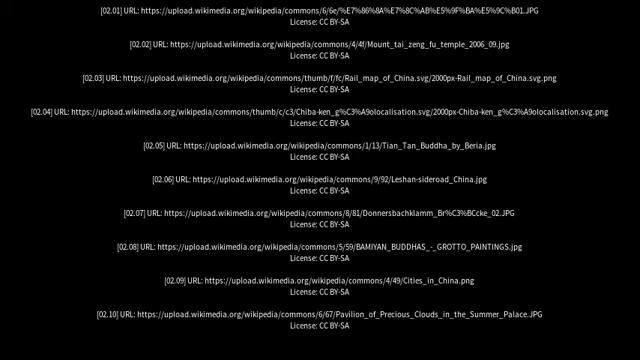 [02.01] URL: https://upload.wikimedia.org/wikipedia/commons/6/6e/%E7%86%8A%E7%8C%AB%E5%9F%BA%E5%9C%B01.JPG
License: CC BY-SA
[02.02] URL: https://upload.wikimedia.org/wikipedia/commons/4/4f/Mount_tai_zeng_fu_temple_2006_09.jpg
License: CC BY-SA
[02.03] URL: https://upload.wikimedia.org/wikipedia/commons/thumb/f/fc/Rail_map_of_China.svg/2000px-Rail_map_of_China.svg.png
License: CC BY-SA
[02.04] URL: https://upload.wikimedia.org/wikipedia/commons/thumb/c/c3/Chiba-ken_g%C3%A9olocalisation.svg/2000px-Chiba-ken_g%C3%A9olocalisation.svg.png
License: CC BY-SA
[02.05] URL: https://upload.wikimedia.org/wikipedia/commons/1/13/Tian_Tan_Buddha_by_Beria.jpg
License: CC BY-SA
[02.06] URL: https://upload.wikimedia.org/wikipedia/commons/9/92/Leshan-sideroad_China.jpg
License: CC BY-SA
[02.07] URL: https://upload.wikimedia.org/wikipedia/commons/8/81/Donnersbachklamm_Br%C3%BCcke_02.JPG
License: CC BY-SA
[02.08] URL: https://upload.wikimedia.org/wikipedia/commons/5/59/BAMIYAN_BUDDHAS_-_GROTTO_PAINTINGS.jpg
License: CC BY-SA
[02.09] URL: https://upload.wikimedia.org/wikipedia/commons/4/49/Cities_in_China.png
License: CC BY-SA
[02.10] URL: https://upload.wikimedia.org/wikipedia/commons/6/67/Pavilion_of_Precious_Clouds_in_the_Summer_Palace.JPG
License: CC BY-SA